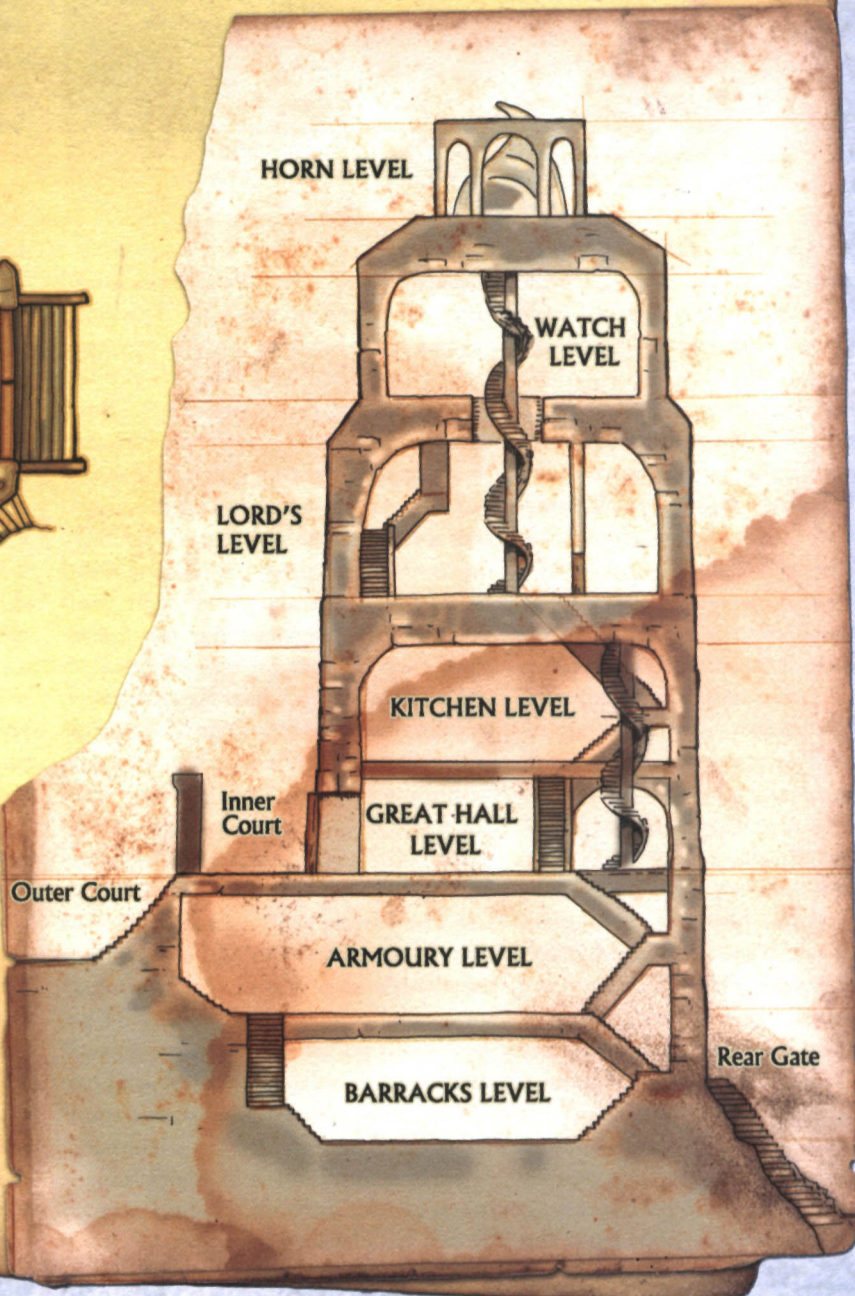 HORN LEVEL
WATCH
LEVEL
LORD'S
LEVEL
KITCHEN LEVEL
Inner
Court
GREAT HALL
LEVEL
Outer Court
ARMOURY LEVEL
Rear Gate
BARRACKS LEVEL